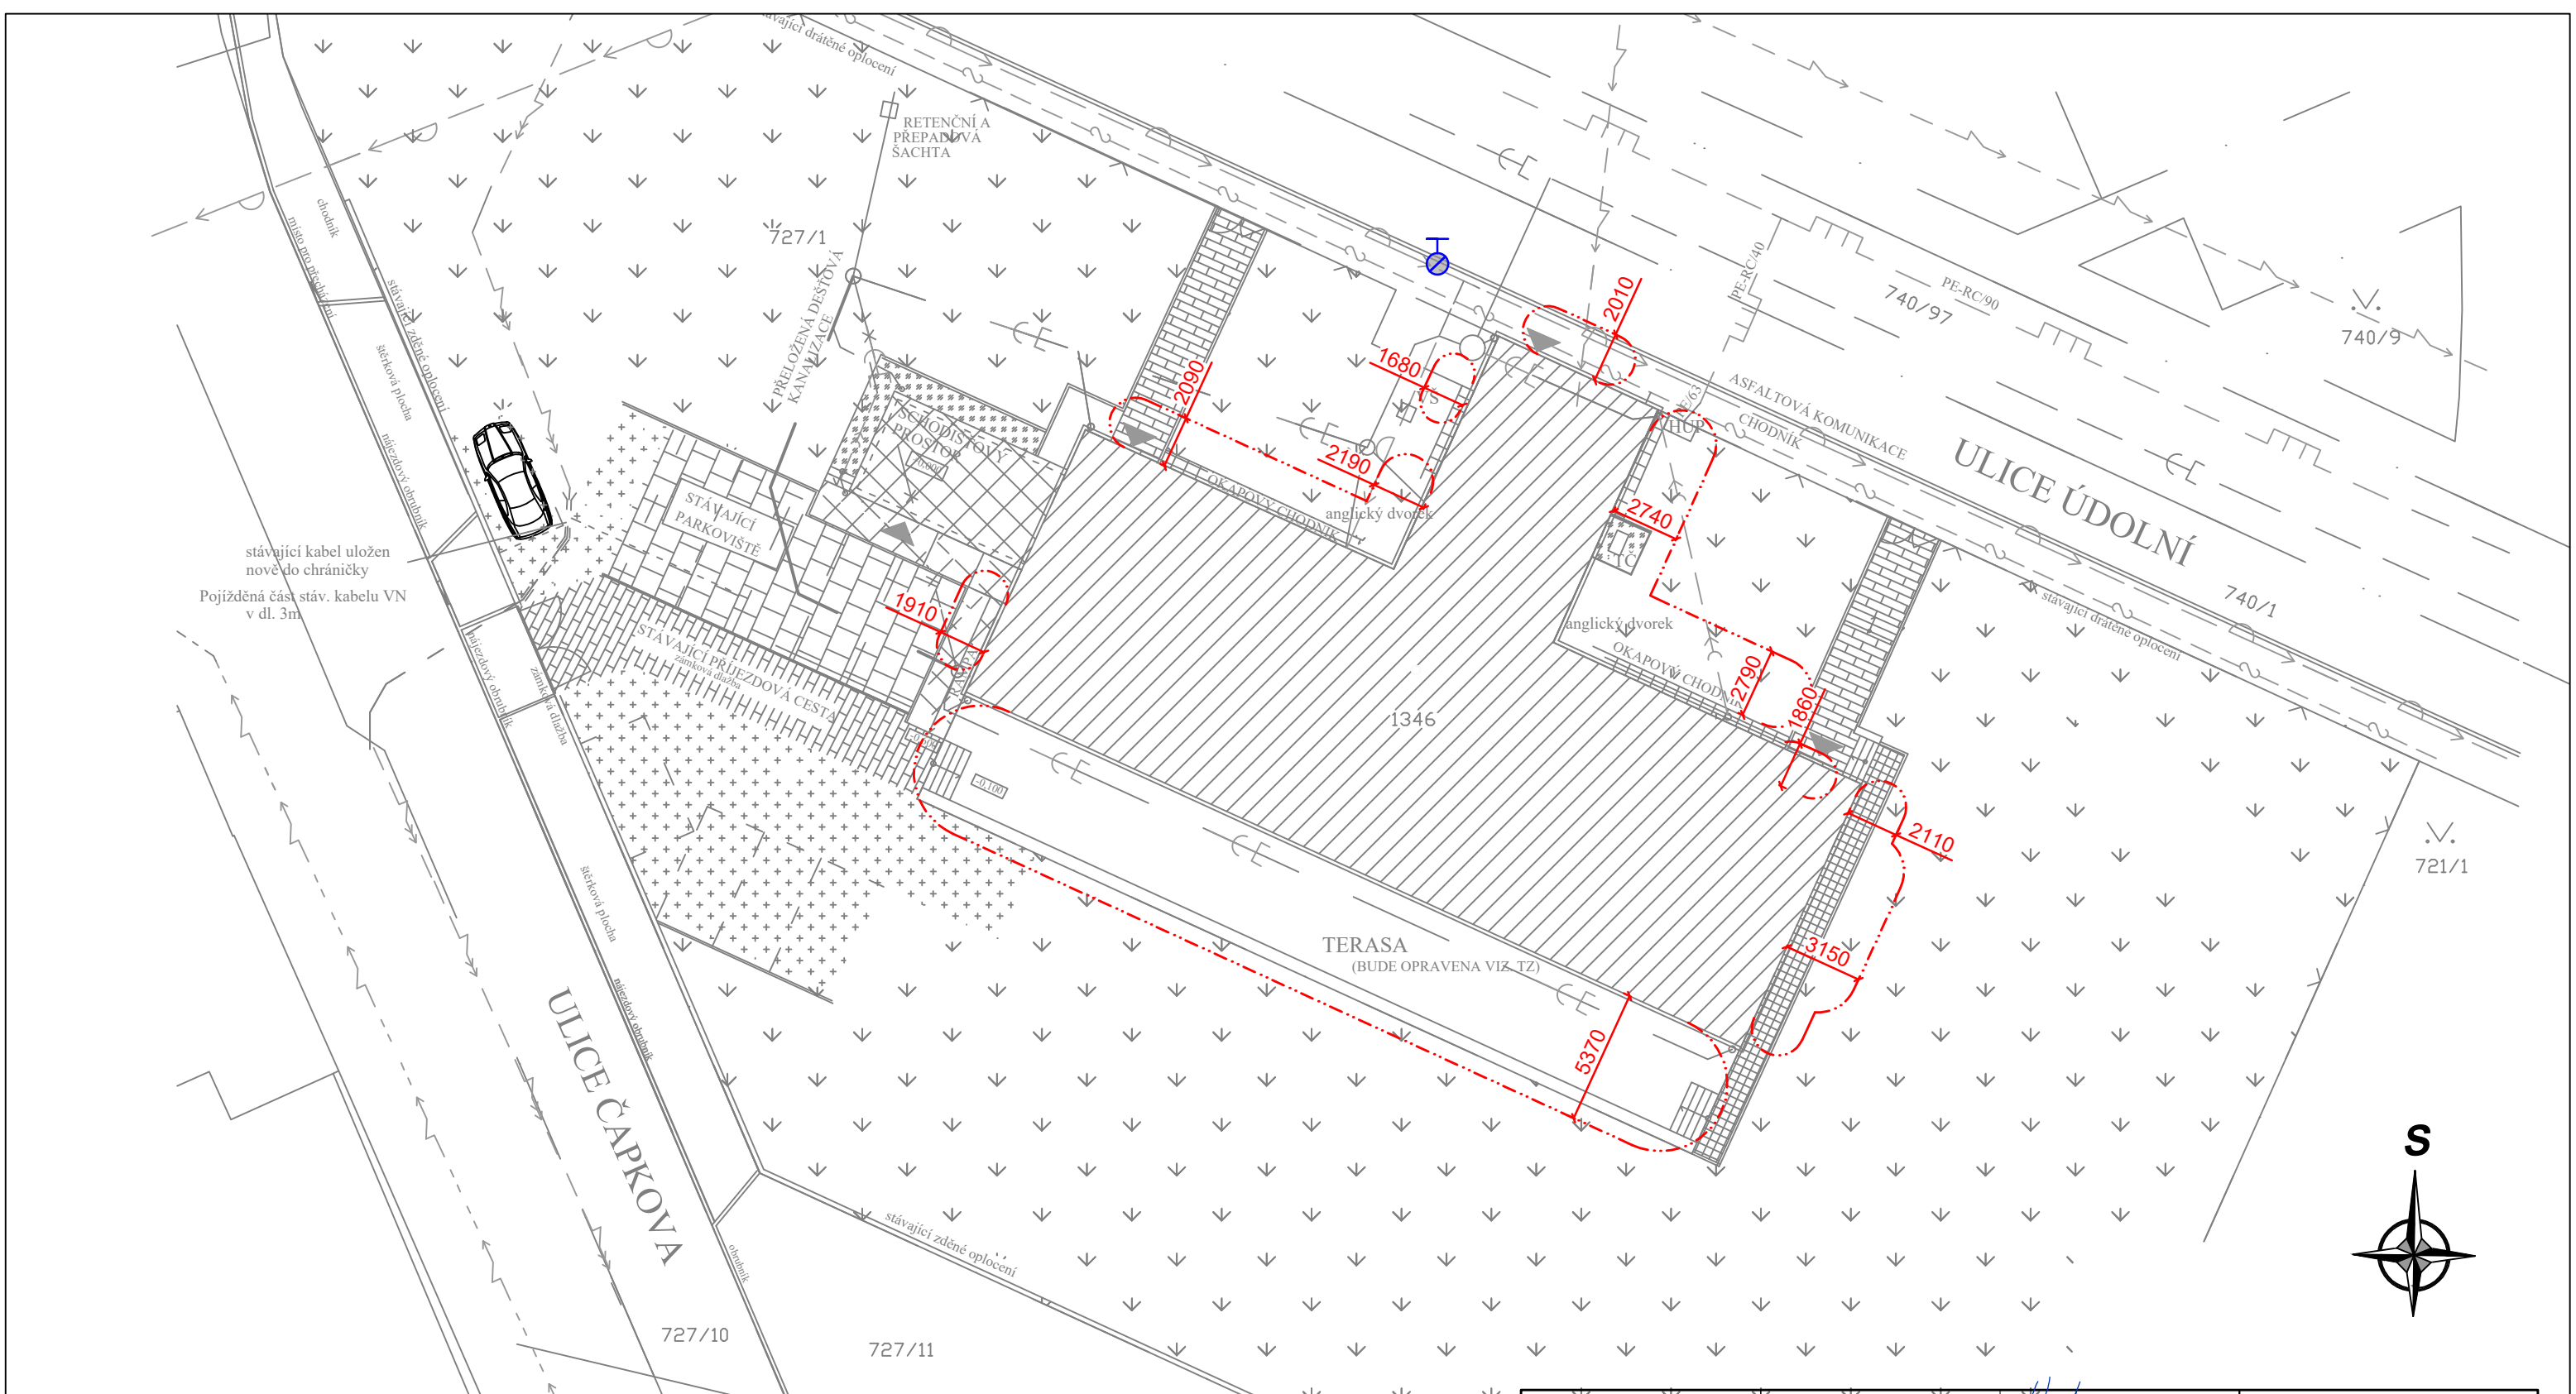 stávající drátěné oplocení
RETENČNÍ A
PŘEPADOVÁ
ŠACHTA
727/1
chodník
místo pro přecházení
stávající zděné oplocení
štěrková plocha
nájezdový obrubník
PŘELOŽENÁ DEŠŤOVÁ
KANALIZACE
SCHODIŠŤOVÝ
PROSTOR
STÁVAJÍCÍ
PARKOVIŠTĚ
stávající kabel uložen
nově do chráničky
Pojížděná část stáv. kabelu VN
v dl. 3m
STÁVAJÍCÍ PŘÍJEZDOVÁ CESTA
zámková dlažba
nájezdový obrubník
zámková dlažba
1910
-0,100
2090
1680
2190
OKAPOVÝ CHODNÍK
anglický dvorek
2010
PE-RC/40
PE-RC/90
740/97
740/9
HUP
ASFALTOVÁ KOMUNIKACE
CHODNÍK
ULICE ÚDOLNÍ
740/1
stávající drátěné oplocení
2740
TČ
anglický dvorek
OKAPOVÝ CHODNÍK
2790
1860
1346
2110
721/1
3150
TERASA
(BUDE OPRAVENA VIZ. TZ)
5370
štěrková plocha
nájezdový obrubník
ULICE ČAPKOVA
obrubník
stávající zděné oplocení
727/10
727/11
S